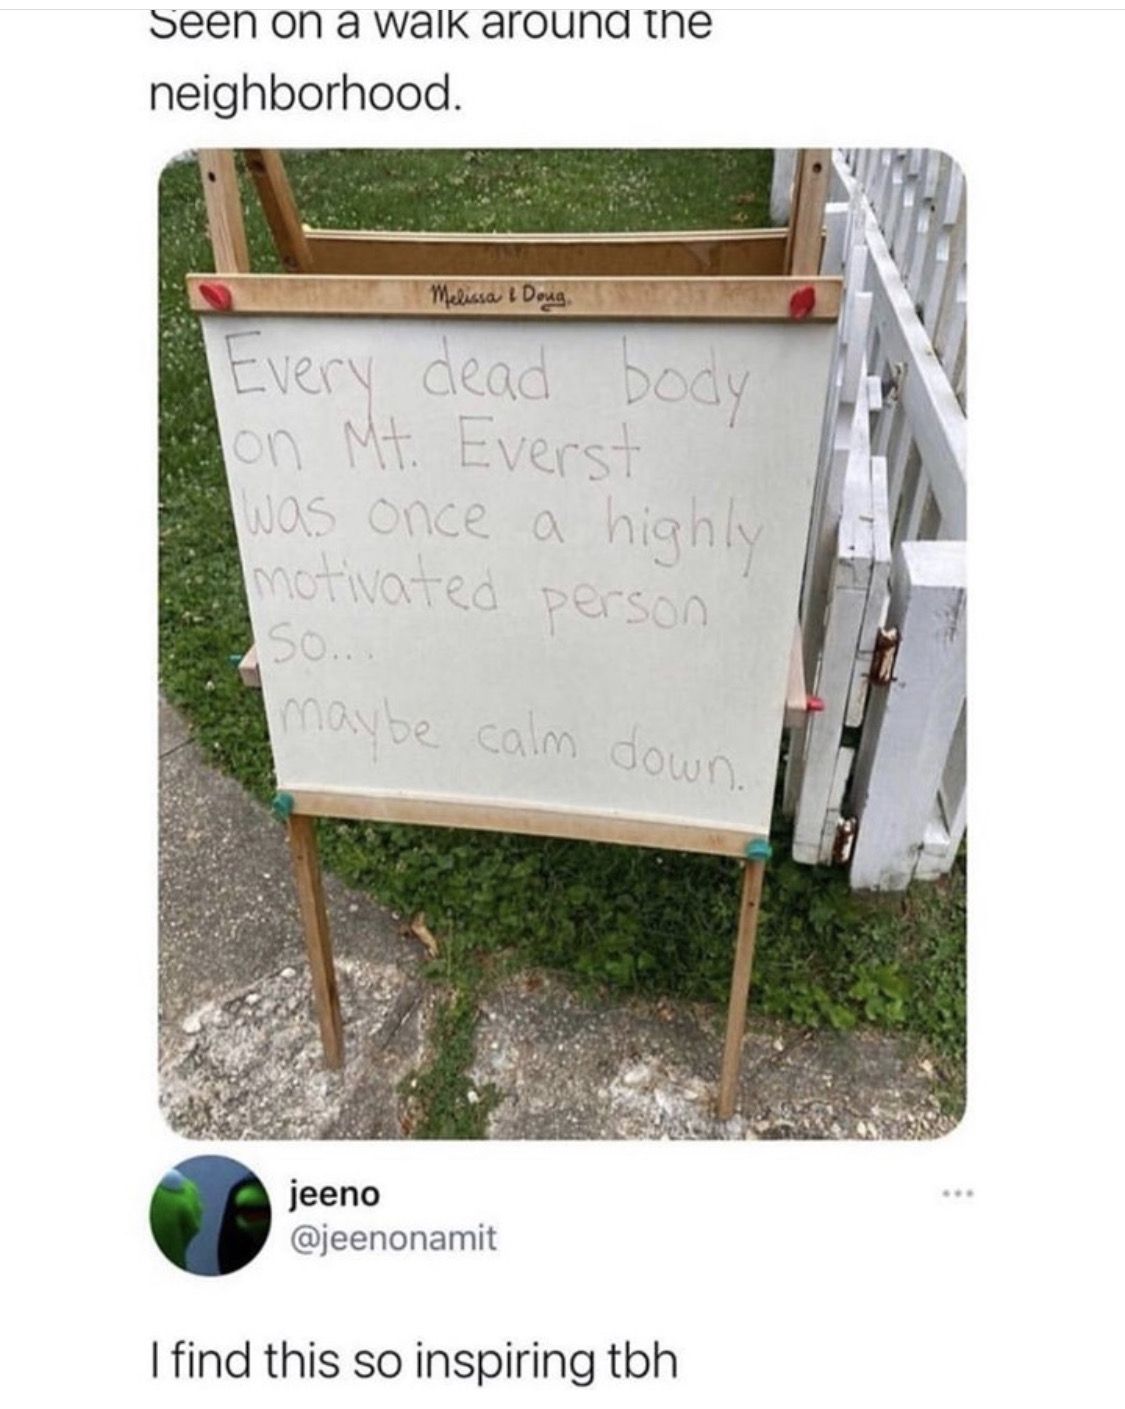 Seen on a walk around the
neighborhood.
Melissa & Doug
Every dead body
on Mt. Everst
was once a highly
motivated person
so...
maybe calm down.
jeeno
@jeenonamit
I find this so inspiring tbh